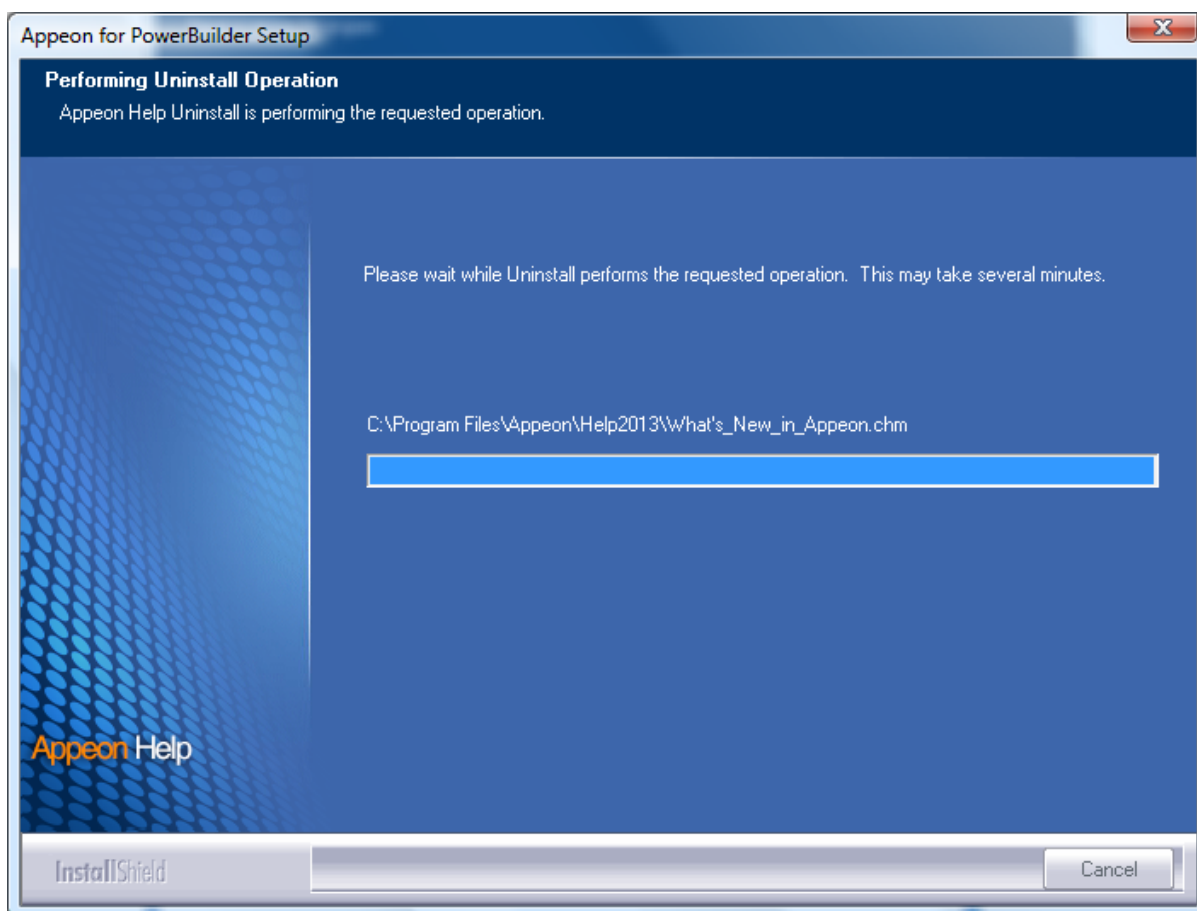 Appeon for PowerBuilder Setup
Performing Uninstall Operation
Appeon Help Uninstall is performing the requested operation.
Please wait while Uninstall performs the requested operation.  This may take several minutes.
C:\Program Files\Appeon\Help2013\What's_New_in_Appeon.chm
Appeon Help
InstallShield
Cancel